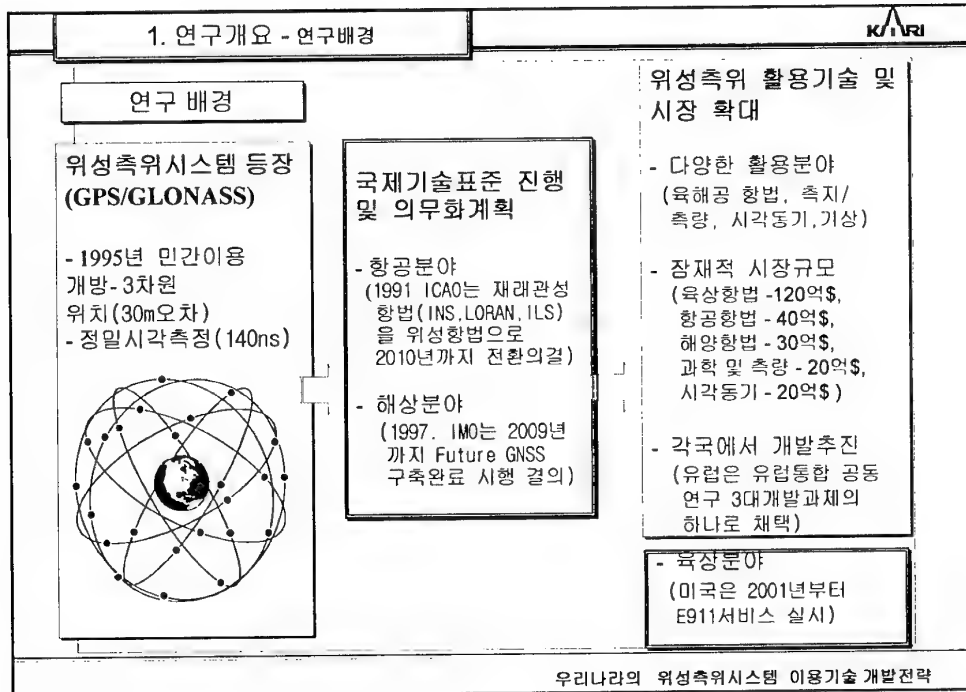 1. 연구개요 - 연구배경
KARI
연구 배경
위성측위시스템 등장
(GPS/GLONASS)
- 1995년 민간이용
개방- 3차원
위치(30m오차)
- 정밀시각측정(140ns)
국제기술표준 진행
및 의무화계획
- 항공분야
(1991 ICAO는 재래관성
항법(INS,LORAN,ILS)
을 위성항법으로
2010년까지 전환의결)
- 해상분야
(1997. IMO는 2009년
까지 Future GNSS
구축완료 시행 결의)
위성측위 활용기술 및
시장 확대
- 다양한 활용분야
(육해공 항법, 측지/
측량, 시각동기,기상)
- 잠재적 시장규모
(육상항법 -120억$,
항공항법 - 40억$,
해양항법 - 30억$,
과학 및 측량 - 20억$,
시각동기 - 20억$ )
- 각국에서 개발추진
(유럽은 유럽통합 공동
연구 3대개발과제의
하나로 채택)
- 육상분야
(미국은 2001년부터
E911서비스 실시)
우리나라의 위성측위시스템 이용기술 개발전략